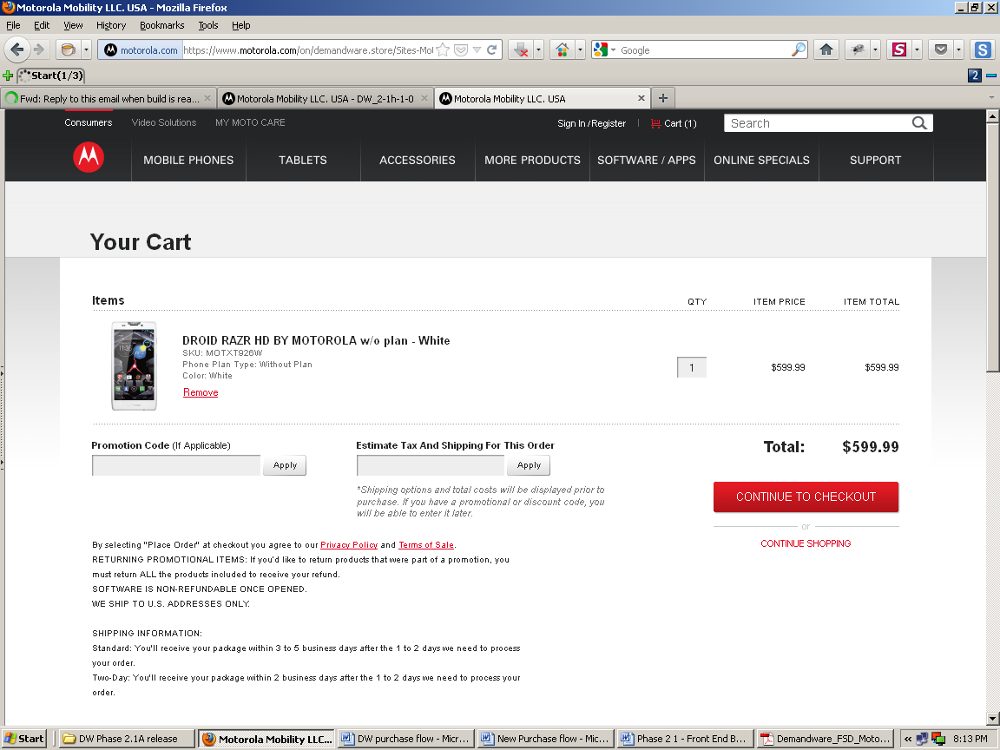 Motorola Mobility LLC. USA - Mozilla Firefox
File Edit View History Bookmarks Tools Help
motorola.com https://www.motorola.com/on/demandware.store/Sites-Mot Google
Start(1/3) 2
Fwd: Reply to this email when build is rea... Motorola Mobility LLC. USA - DW_2-1h-1-0 Motorola Mobility LLC. USA
Consumers Video Solutions MY MOTO CARE Sign In /Register Cart (1) Search
MOBILE PHONES TABLETS ACCESSORIES MORE PRODUCTS SOFTWARE / APPS ONLINE SPECIALS SUPPORT
Your Cart
Items QTY ITEM PRICE ITEM TOTAL
DROID RAZR HD BY MOTOROLA w/o plan - White
SKU: MOTXT926W
Phone Plan Type: Without Plan
Color: White
1 $599.99 $599.99
Remove
Promotion Code (If Applicable) Estimate Tax And Shipping For This Order Total: $599.99
Apply Apply
*Shipping options and total costs will be displayed prior to
purchase. If you have a promotional or discount code, you
will be able to enter it later.
CONTINUE TO CHECKOUT
or
CONTINUE SHOPPING
By selecting "Place Order" at checkout you agree to our Privacy Policy and Terms of Sale.
RETURNING PROMOTIONAL ITEMS: If you'd like to return products that were part of a promotion, you
must return ALL the products included to receive your refund.
SOFTWARE IS NON-REFUNDABLE ONCE OPENED.
WE SHIP TO U.S. ADDRESSES ONLY.
SHIPPING INFORMATION:
Standard: You'll receive your package within 3 to 5 business days after the 1 to 2 days we need to process
your order.
Two-Day: You'll receive your package within 2 business days after the 1 to 2 days we need to process your
order.
Start DW Phase 2.1A release Motorola Mobility LLC... DW purchase flow - Micr... New Purchase flow - Mic... Phase 2 1 - Front End B... Demandware_FSD_Moto... 8:13 PM